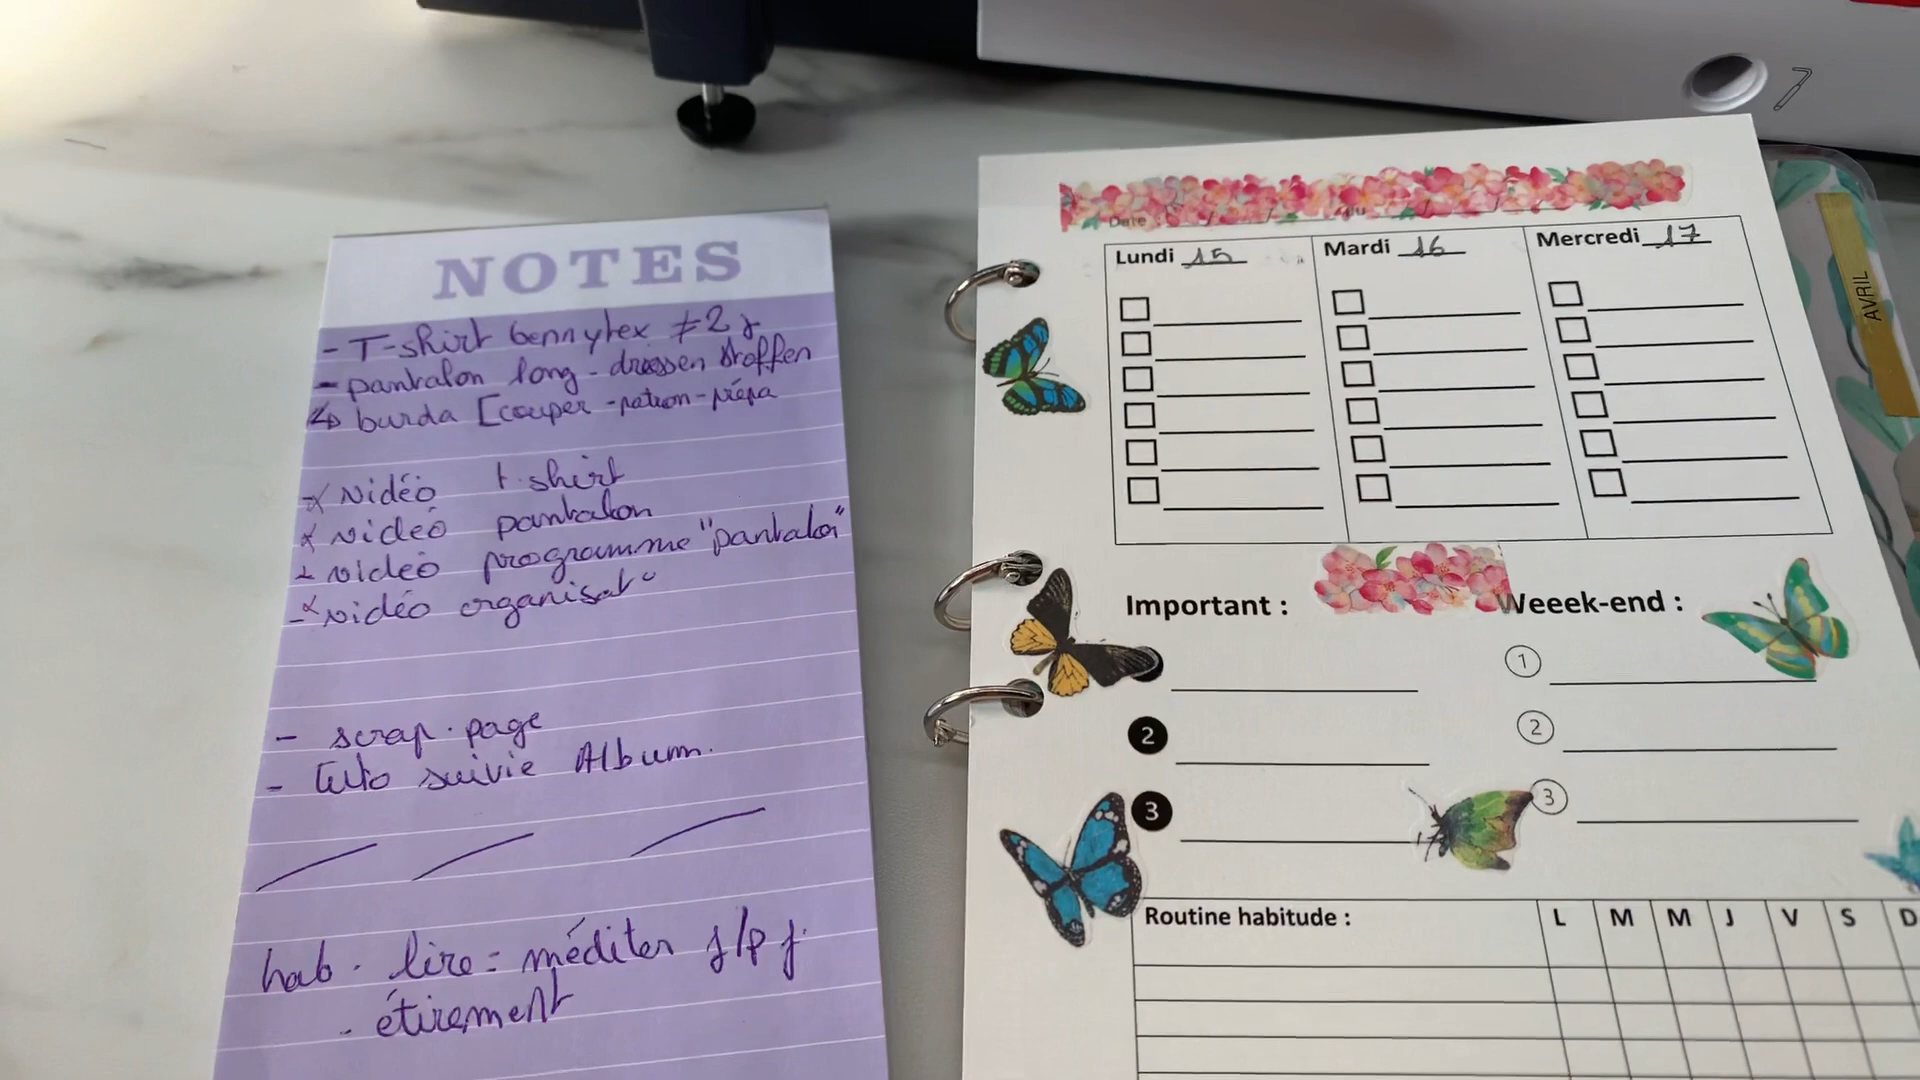 NOTES
- T-shirt bennytex ≠2
- pantalon long - dressen stoffen
↳ burda [couper - patron - prépa
vidéo t-shirt
vidéo pantalon
vidéo programme "pantalon"
vidéo organisat°
- scrap. page
- tuto suivie Album.
hab. lire = méditer j/p j.
- étirement
Date : / / au / /
Lundi 15 Mardi 16 Mercredi 17
Important : Weeek-end :
1
2 2
3 3
Routine habitude : L M M J V S D
AVRIL